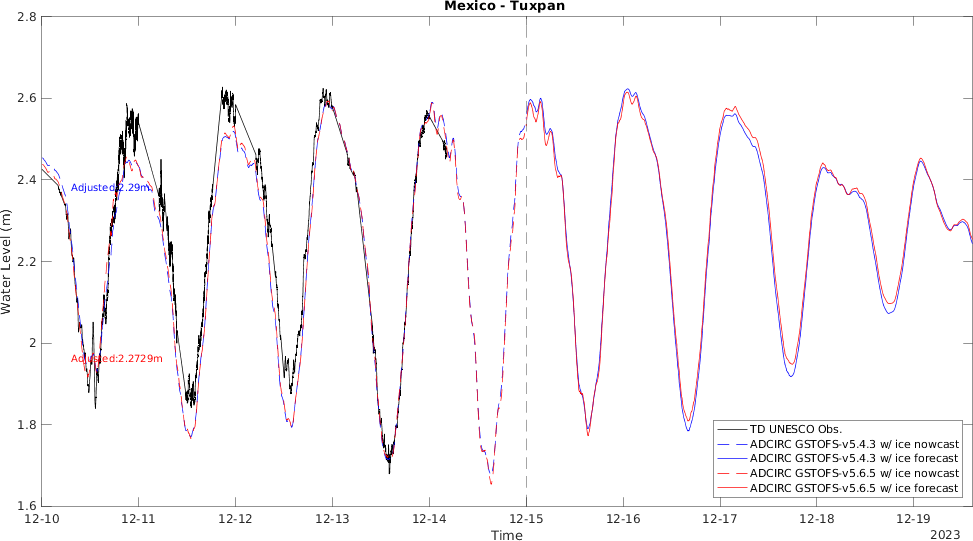 Mexico - Tuxpan
2.8
2.6
2.4
2.2
2
1.8
1.6
Water Level (m)
Adjusted:2.29m
Adjusted:2.2729m
TD UNESCO Obs.
ADCIRC GSTOFS-v5.4.3 w/ ice nowcast
ADCIRC GSTOFS-v5.4.3 w/ ice forecast
ADCIRC GSTOFS-v5.6.5 w/ ice nowcast
ADCIRC GSTOFS-v5.6.5 w/ ice forecast
12-10 12-11 12-12 12-13 12-14 12-15 12-16 12-17 12-18 12-19
Time
2023